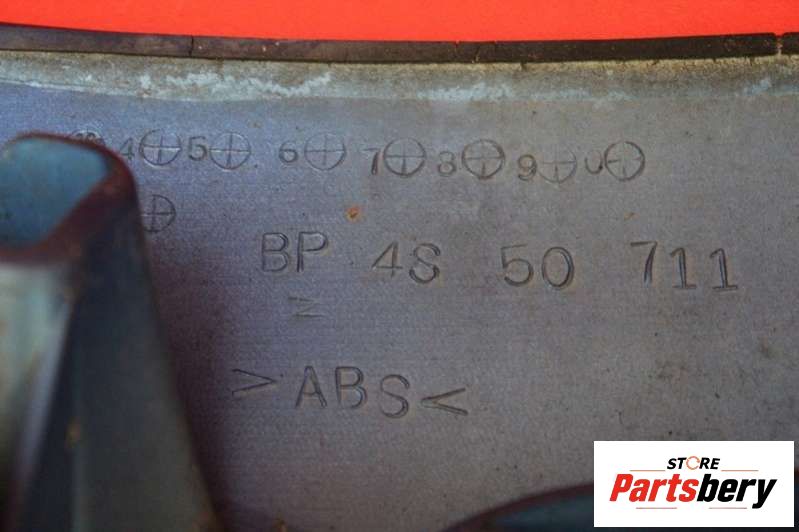 4 5 6 7 8 9 0
BP 4S 50 711
N
>ABS<
STORE
Partsbery